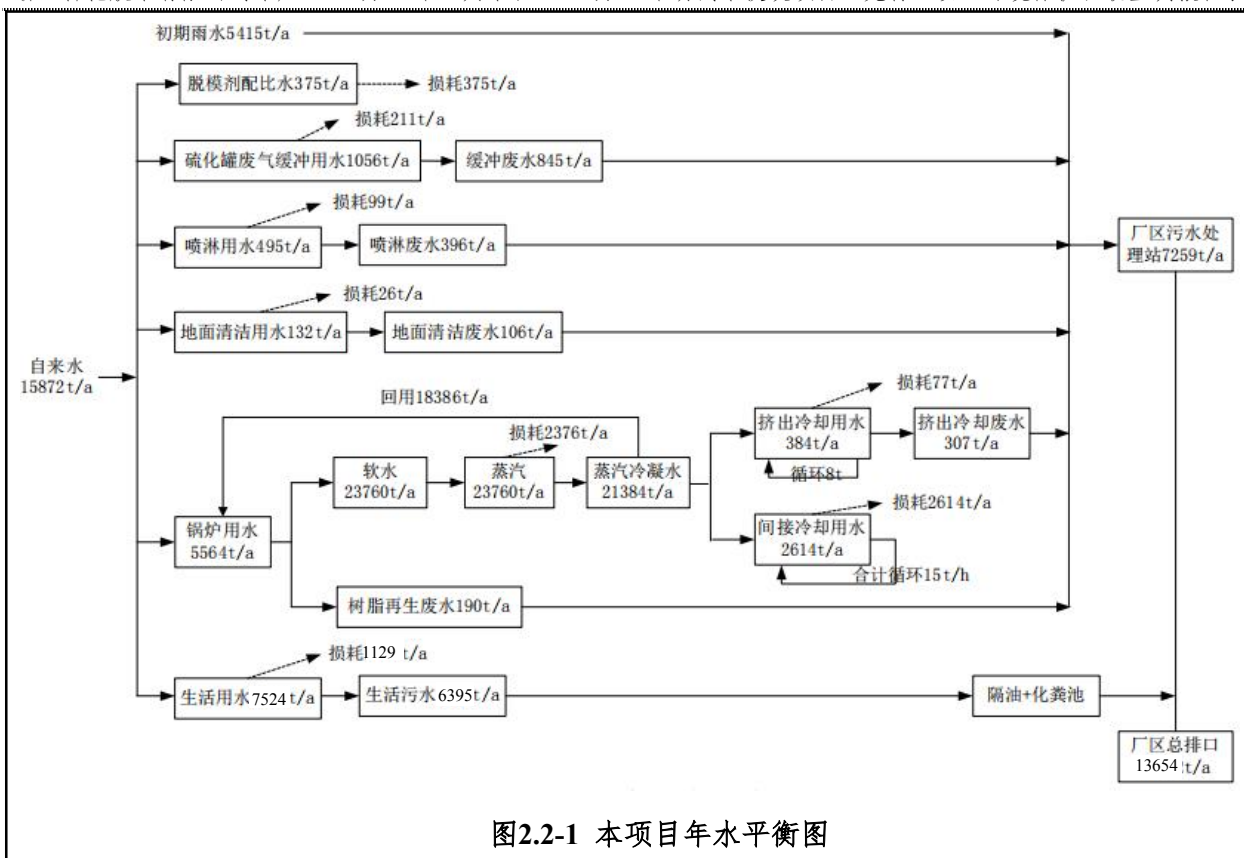 初期雨水5415t/a
脱模剂配比水375t/a
损耗375t/a
损耗211t/a
硫化罐废气缓冲用水1056t/a
缓冲废水845t/a
损耗99t/a
喷淋用水495t/a
喷淋废水396t/a
厂区污水处
理站7259t/a
损耗26t/a
地面清洁用水132t/a
地面清洁废水106t/a
自来水
15872t/a
回用18386t/a
损耗2376t/a
软水
23760t/a
蒸汽
23760t/a
蒸汽冷凝水
21384t/a
损耗77t/a
挤出冷却用水
384t/a
挤出冷却废水
307t/a
循环8t
锅炉用水
5564t/a
损耗2614t/a
间接冷却用水
2614t/a
合计循环15t/h
树脂再生废水190t/a
损耗1129 t/a
生活用水7524t/a
生活污水6395t/a
隔油+化粪池
厂区总排口
13654 t/a
图2.2-1 本项目年水平衡图